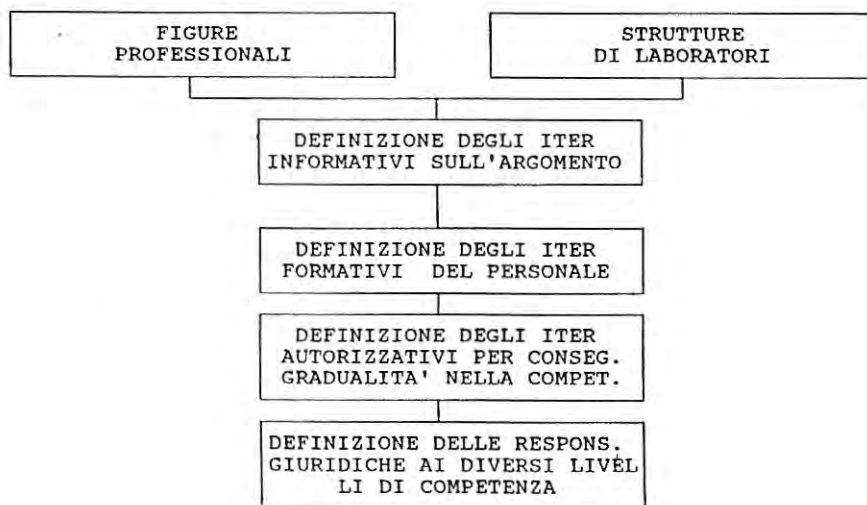 FIGURE
PROFESSIONALI
STRUTTURE
DI LABORATORI
DEFINIZIONE DEGLI ITER
INFORMATIVI SULL'ARGOMENTO
DEFINIZIONE DEGLI ITER
FORMATIVI DEL PERSONALE
DEFINIZIONE DEGLI ITER
AUTORIZZATIVI PER CONSEG.
GRADUALITA' NELLA COMPET.
DEFINIZIONE DELLE RESPONS.
GIURIDICHE AI DIVERSI LIVEL
LI DI COMPETENZA